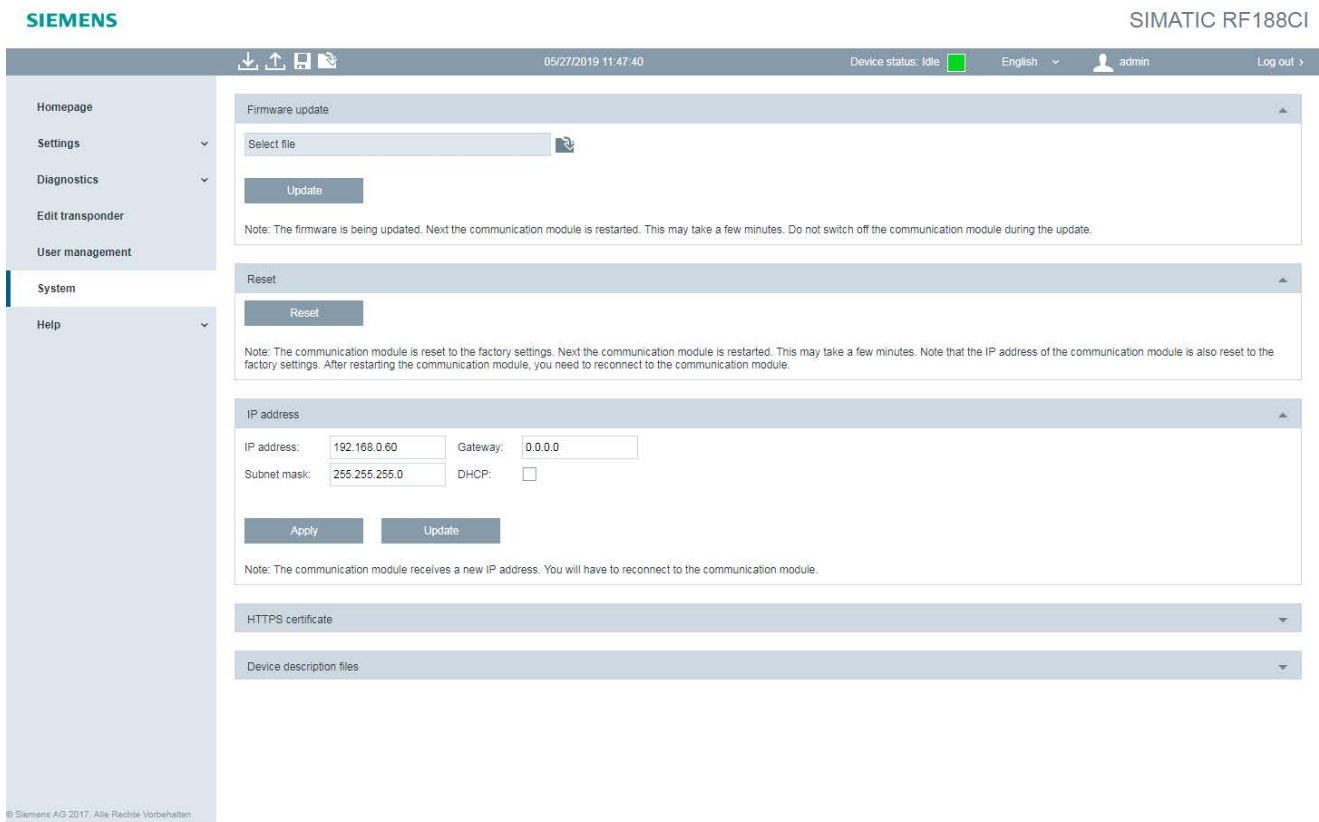 SIEMENS
SIMATIC RF188CI
05/27/2019 11:47:40
Device status: Idle
English
admin
Log out >
Homepage
Settings
Diagnostics
Edit transponder
User management
System
Help
Firmware update
Select file
Update
Note: The firmware is being updated. Next the communication module is restarted. This may take a few minutes. Do not switch off the communication module during the update.
Reset
Reset
Note: The communication module is reset to the factory settings. Next the communication module is restarted. This may take a few minutes. Note that the IP address of the communication module is also reset to the
factory settings. After restarting the communication module, you need to reconnect to the communication module.
IP address
IP address: 192.168.0.60 Gateway: 0.0.0.0
Subnet mask: 255.255.255.0 DHCP:
Apply Update
Note: The communication module receives a new IP address. You will have to reconnect to the communication module.
HTTPS certificate
Device description files
© Siemens AG 2017. Alle Rechte Vorbehalten